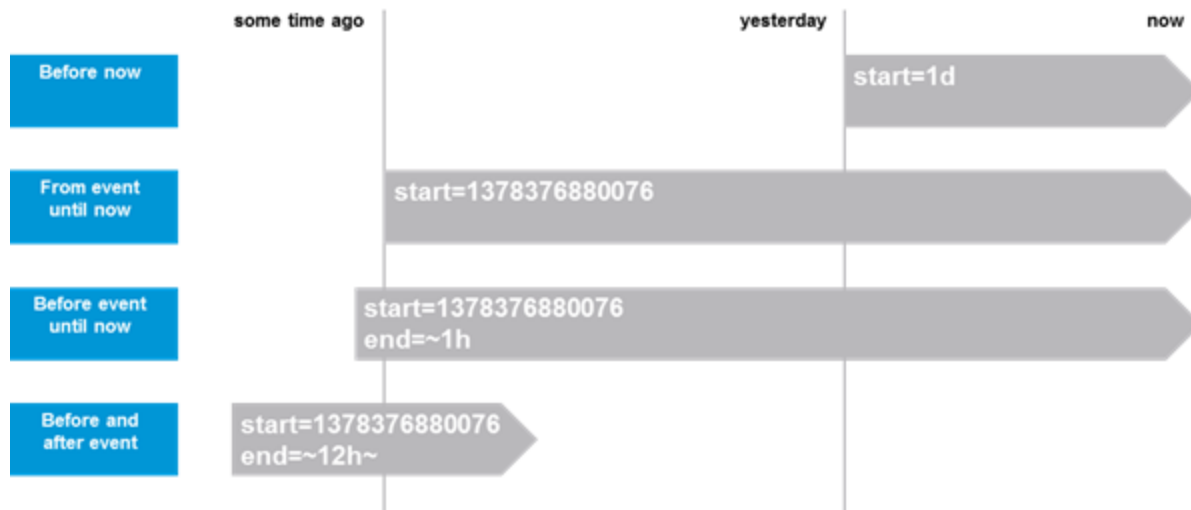 some time ago
yesterday
now
Before now
start=1d
From event
until now
start=1378376880076
Before event
until now
start=1378376880076
end=~1h
Before and
after event
start=1378376880076
end=~12h~